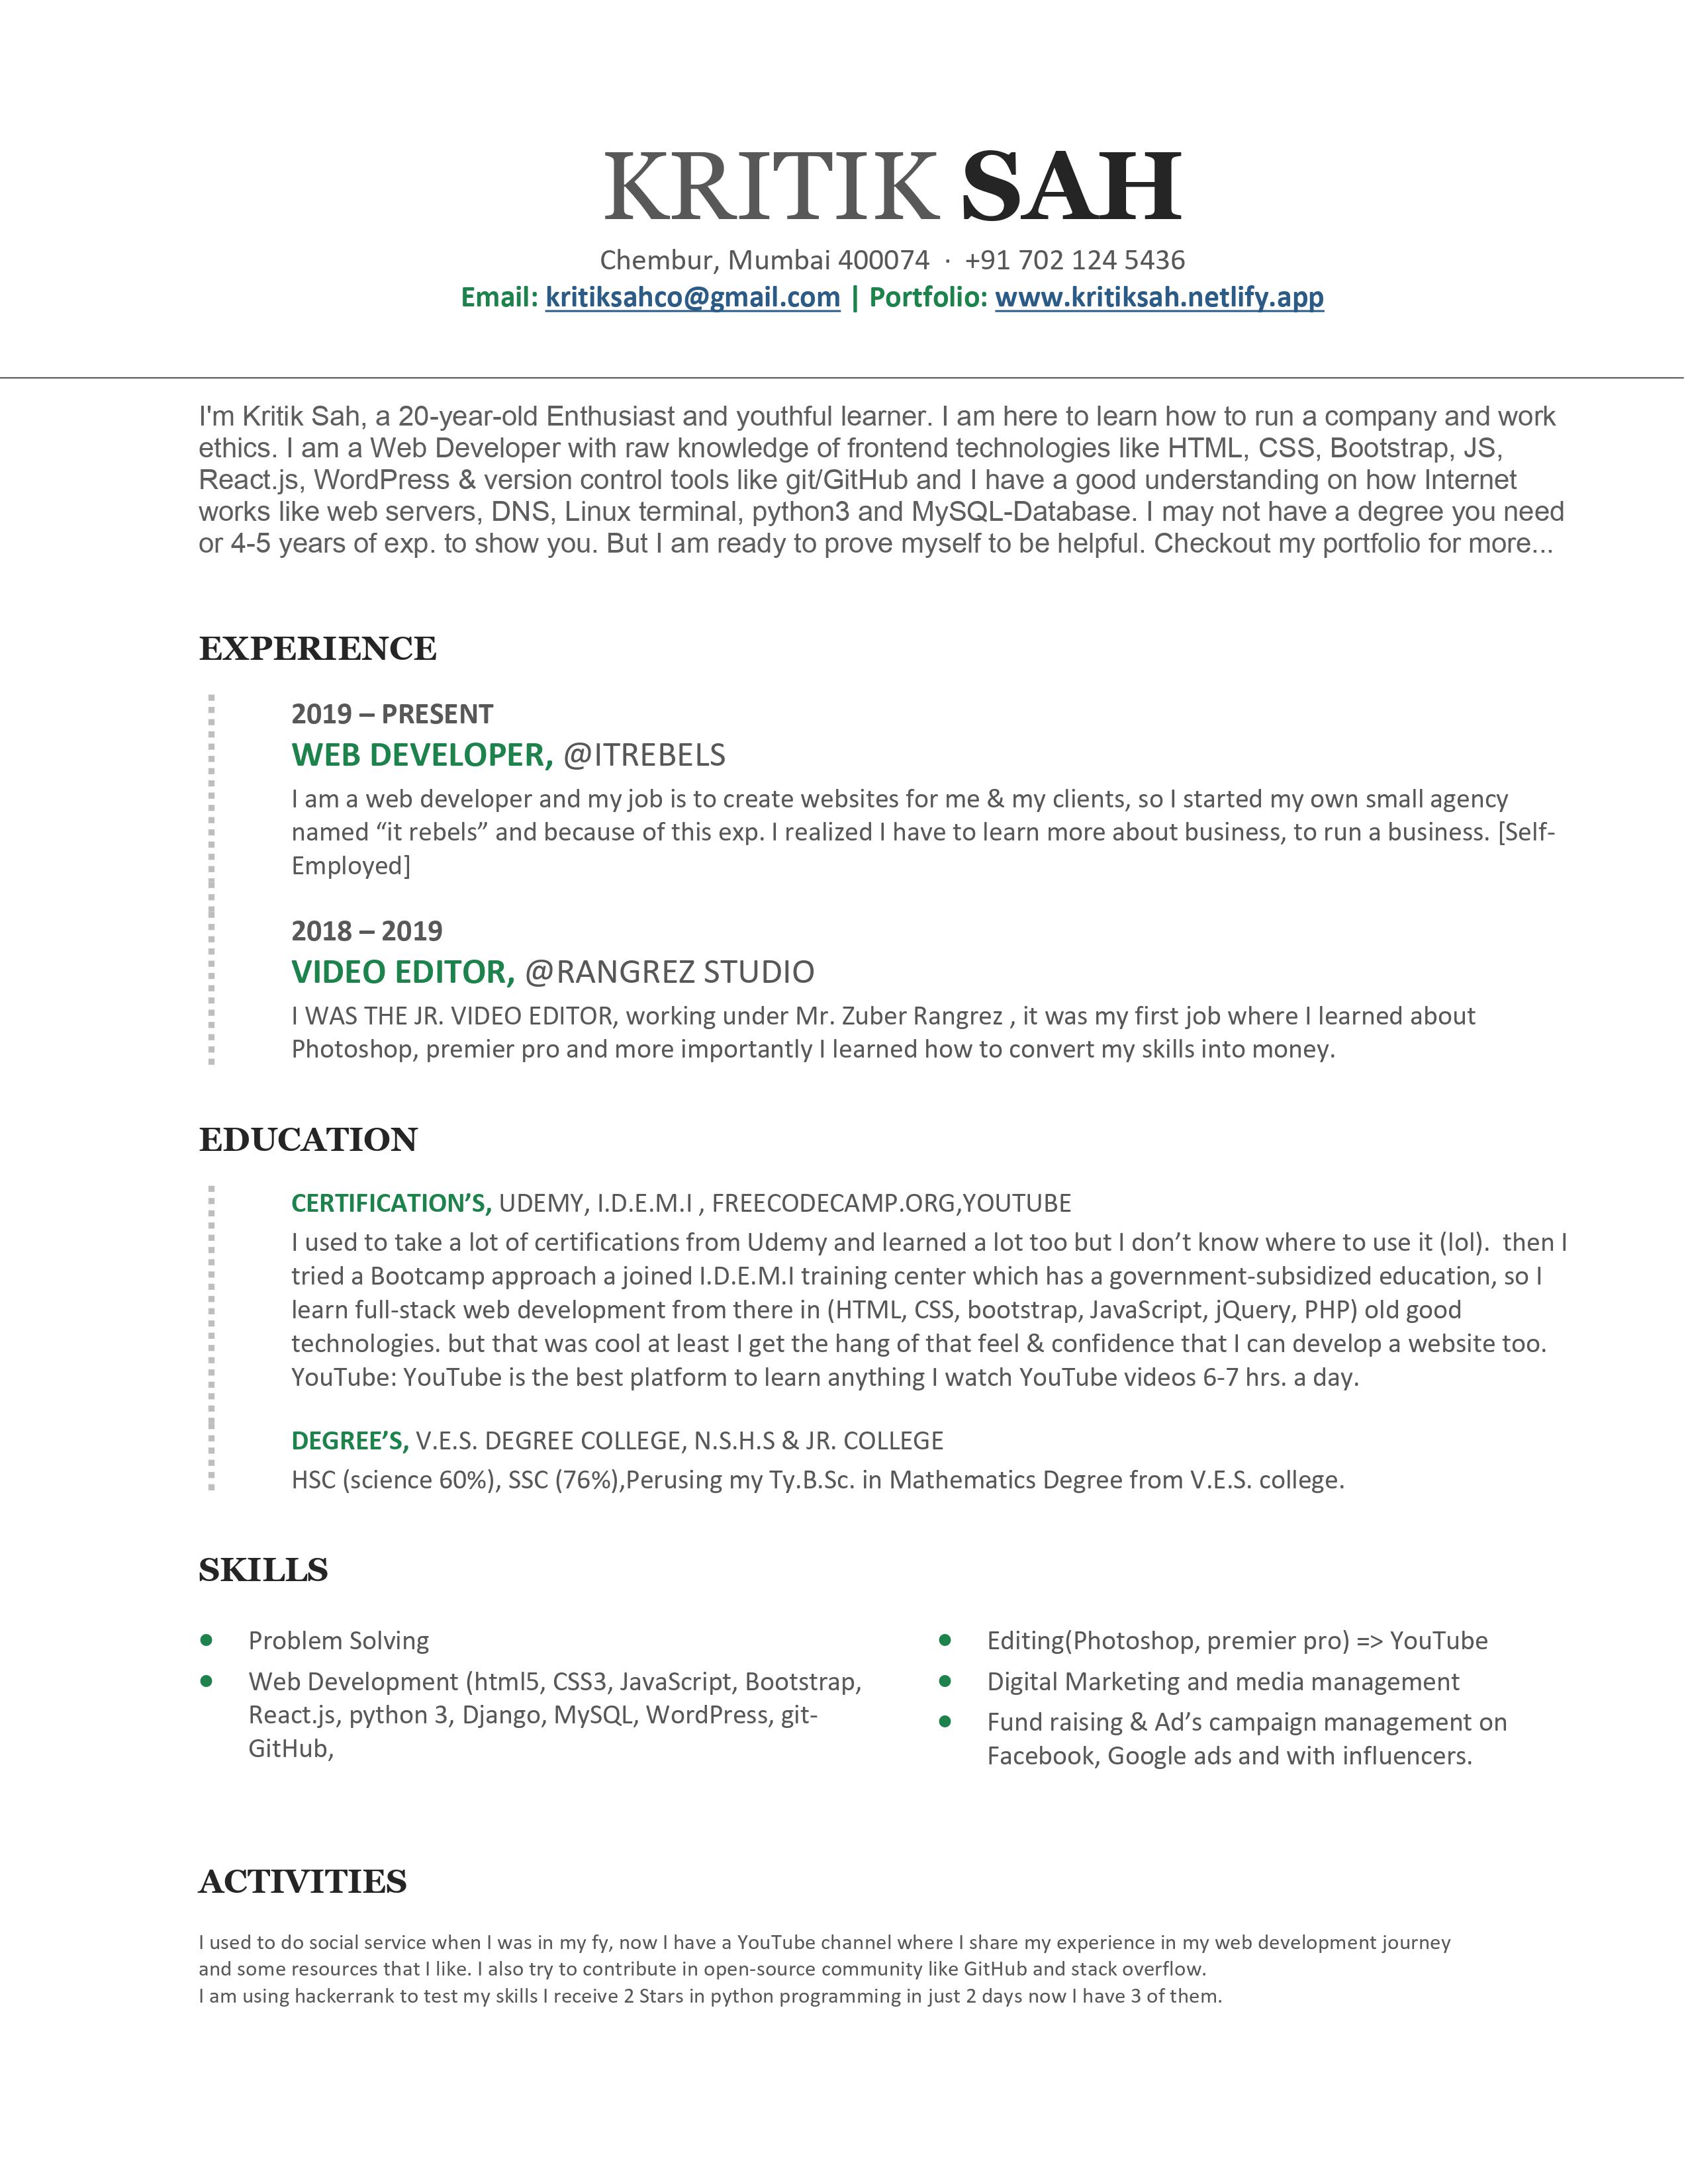 KRITIK SAH
Chembur, Mumbai 400074 · +91 702 124 5436
Email: kritiksahco@gmail.com | Portfolio: www.kritiksah.netlify.app
I'm Kritik Sah, a 20-year-old Enthusiast and youthful learner. I am here to learn how to run a company and work
ethics. I am a Web Developer with raw knowledge of frontend technologies like HTML, CSS, Bootstrap, JS,
React.js, WordPress & version control tools like git/GitHub and I have a good understanding on how Internet
works like web servers, DNS, Linux terminal, python3 and MySQL-Database. I may not have a degree you need
or 4-5 years of exp. to show you. But I am ready to prove myself to be helpful. Checkout my portfolio for more...
EXPERIENCE
2019 – PRESENT
WEB DEVELOPER, @ITREBELS
I am a web developer and my job is to create websites for me & my clients, so I started my own small agency
named “it rebels” and because of this exp. I realized I have to learn more about business, to run a business. [Self-
Employed]
2018 – 2019
VIDEO EDITOR, @RANGREZ STUDIO
I WAS THE JR. VIDEO EDITOR, working under Mr. Zuber Rangrez , it was my first job where I learned about
Photoshop, premier pro and more importantly I learned how to convert my skills into money.
EDUCATION
CERTIFICATION’S, UDEMY, I.D.E.M.I , FREECODECAMP.ORG,YOUTUBE
I used to take a lot of certifications from Udemy and learned a lot too but I don’t know where to use it (lol).  then I
tried a Bootcamp approach a joined I.D.E.M.I training center which has a government-subsidized education, so I
learn full-stack web development from there in (HTML, CSS, bootstrap, JavaScript, jQuery, PHP) old good
technologies. but that was cool at least I get the hang of that feel & confidence that I can develop a website too.
YouTube: YouTube is the best platform to learn anything I watch YouTube videos 6-7 hrs. a day.
DEGREE’S, V.E.S. DEGREE COLLEGE, N.S.H.S & JR. COLLEGE
HSC (science 60%), SSC (76%),Perusing my Ty.B.Sc. in Mathematics Degree from V.E.S. college.
SKILLS
● Problem Solving
● Web Development (html5, CSS3, JavaScript, Bootstrap,
React.js, python 3, Django, MySQL, WordPress, git-
GitHub,
● Editing(Photoshop, premier pro) => YouTube
● Digital Marketing and media management
● Fund raising & Ad’s campaign management on
Facebook, Google ads and with influencers.
ACTIVITIES
I used to do social service when I was in my fy, now I have a YouTube channel where I share my experience in my web development journey
and some resources that I like. I also try to contribute in open-source community like GitHub and stack overflow.
I am using hackerrank to test my skills I receive 2 Stars in python programming in just 2 days now I have 3 of them.